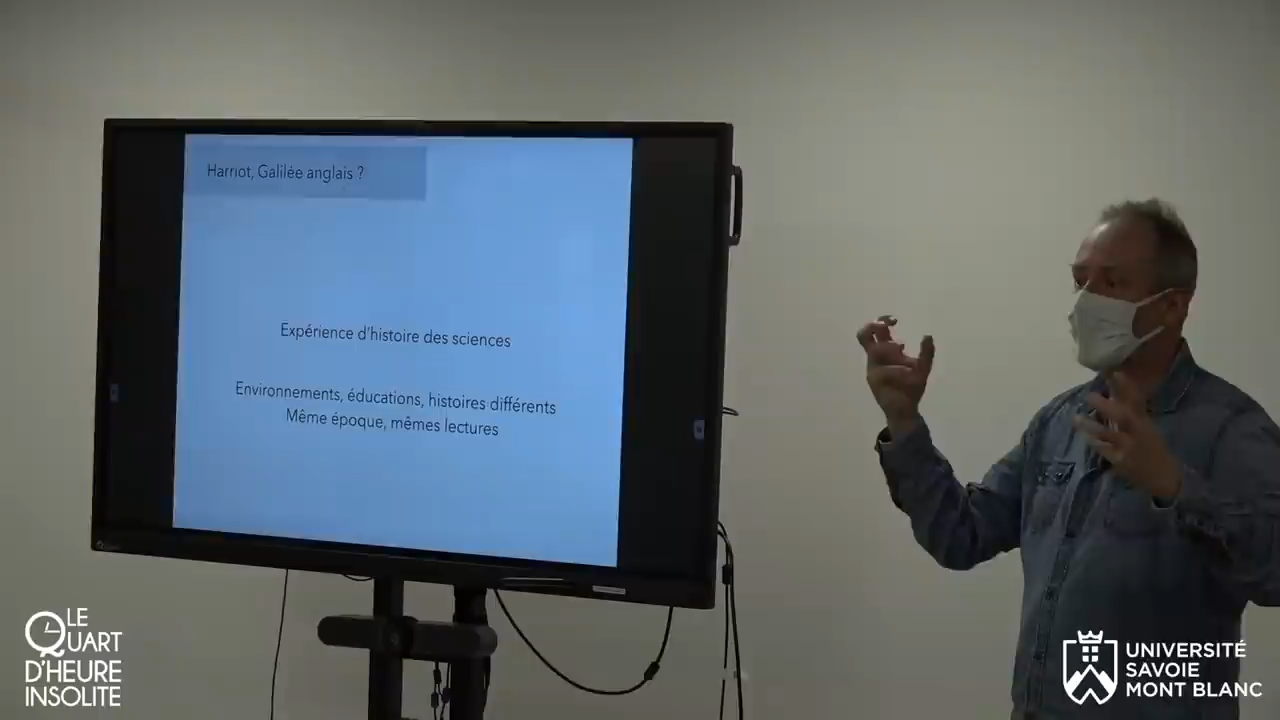 Harriot, Galilée anglais ?
Expérience d'histoire des sciences
Environnements, éducations, histoires différents
Même époque, mêmes lectures
LE
QUART
D'HEURE
INSOLITE
UNIVERSITÉ
SAVOIE
MONT BLANC